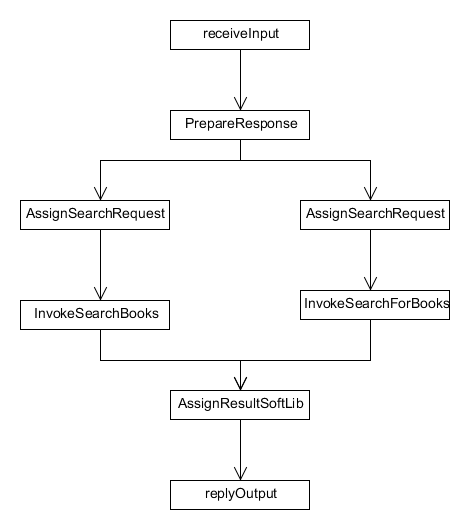 receiveInput
PrepareResponse
AssignSearchRequest
AssignSearchRequest
InvokeSearchBooks
InvokeSearchForBooks
AssignResultSoftLib
replyOutput